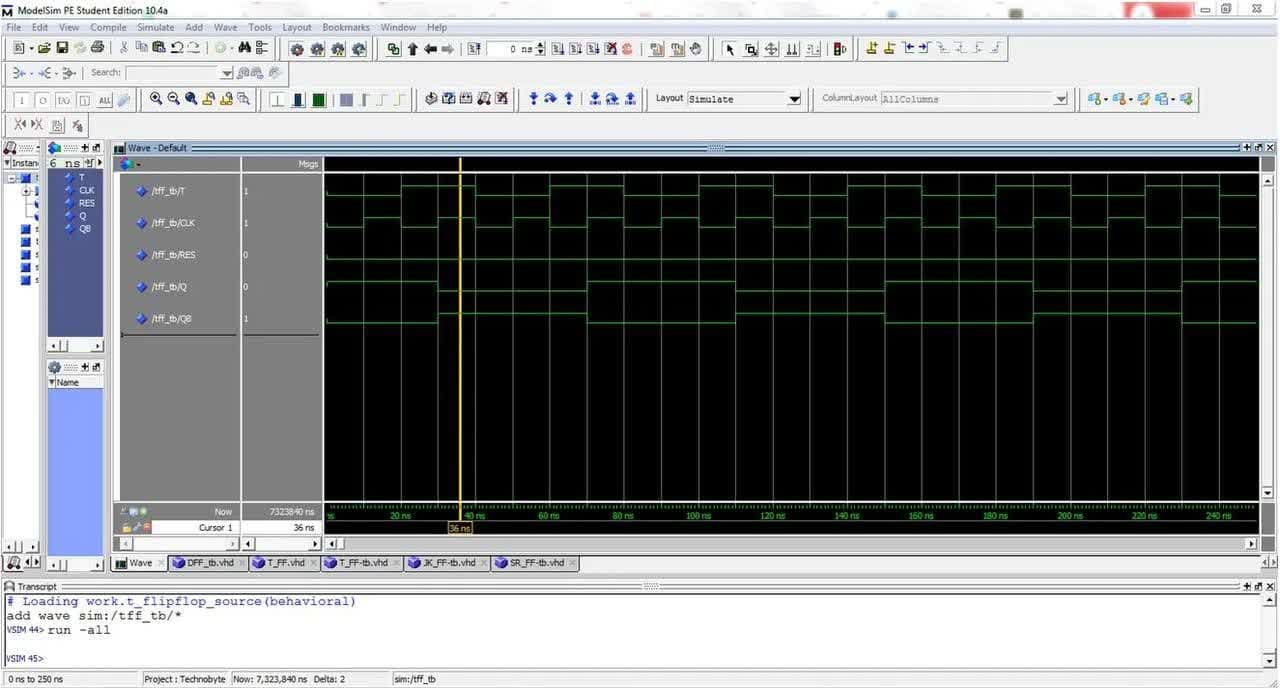 ModelSim PE Student Edition 10.4a
File Edit View Compile Simulate Add Wave Tools Layout Bookmarks Window Help
0 ns
Search:
ALL
Layout Simulate
ColumnLayout AllColumns
Wave - Default
Instan
6 ns
Msgs
T
CLK
RES
Q
QB
/tff_tb/T 1
/tff_tb/CLK 1
/tff_tb/RES 0
/tff_tb/Q 0
/tff_tb/QB 1
Name
Now 7323840 ns
ns 20 ns 40 ns 60 ns 80 ns 100 ns 120 ns 140 ns 160 ns 180 ns 200 ns 220 ns 240 ns
Cursor 1 36 ns
36 ns
Wave DFF_tb.vhd T_FF.vhd T_FF-tb.vhd JK_FF-tb.vhd SR_FF-tb.vhd
Transcript
# Loading work.t_flipflop_source(behavioral)
add wave sim:/tff_tb/*
VSIM 44> run -all
VSIM 45>
0 ns to 250 ns Project : Technobyte Now: 7,323,840 ns Delta: 2 sim:/tff_tb